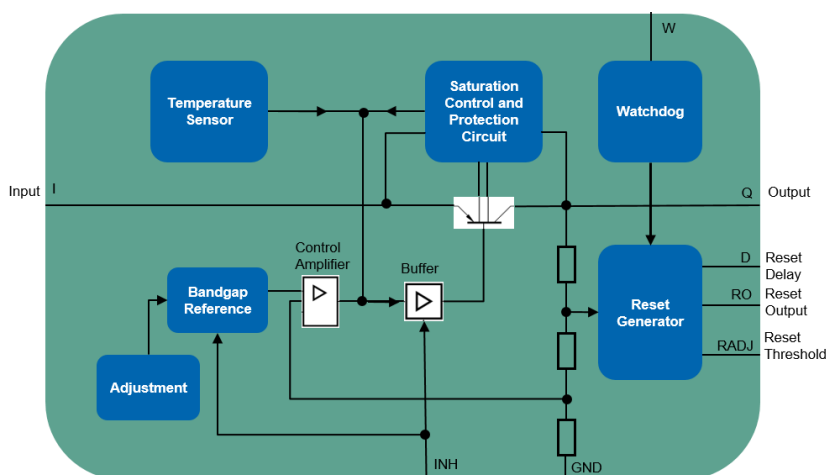 W
Temperature
Sensor
Saturation
Control and
Protection
Circuit
Watchdog
Input I
Q Output
Control
Amplifier
Buffer
Bandgap
Reference
Reset
Generator
D Reset
Delay
RO Reset
Output
RADJ Reset
Threshold
Adjustment
INH
GND